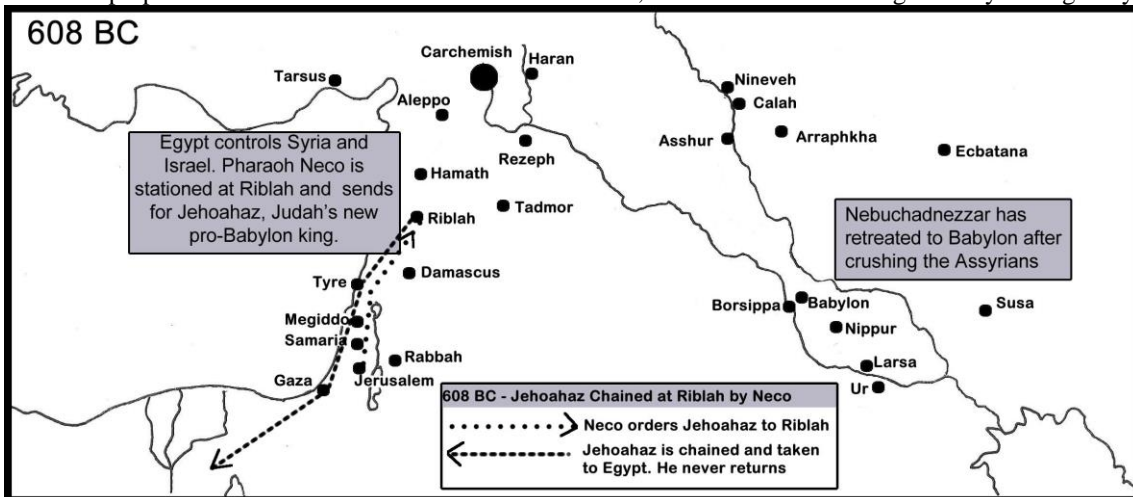 608 BC
Carchemish
Haran
Tarsus
Nineveh
Calah
Aleppo
Arraphkha
Asshur
Ecbatana
Rezeph
Egypt controls Syria and
Israel. Pharaoh Neco is
stationed at Riblah and sends
for Jehoahaz, Judah's new
pro-Babylon king.
Hamath
Tadmor
Riblah
Nebuchadnezzar has
retreated to Babylon after
crushing the Assyrians
Damascus
Tyre
Borsippa
Babylon
Susa
Megiddo
Nippur
Samaria
Rabbah
Larsa
Jerusalem
Gaza
Ur
608 BC - Jehoahaz Chained at Riblah by Neco
Neco orders Jehoahaz to Riblah
Jehoahaz is chained and taken
to Egypt. He never returns